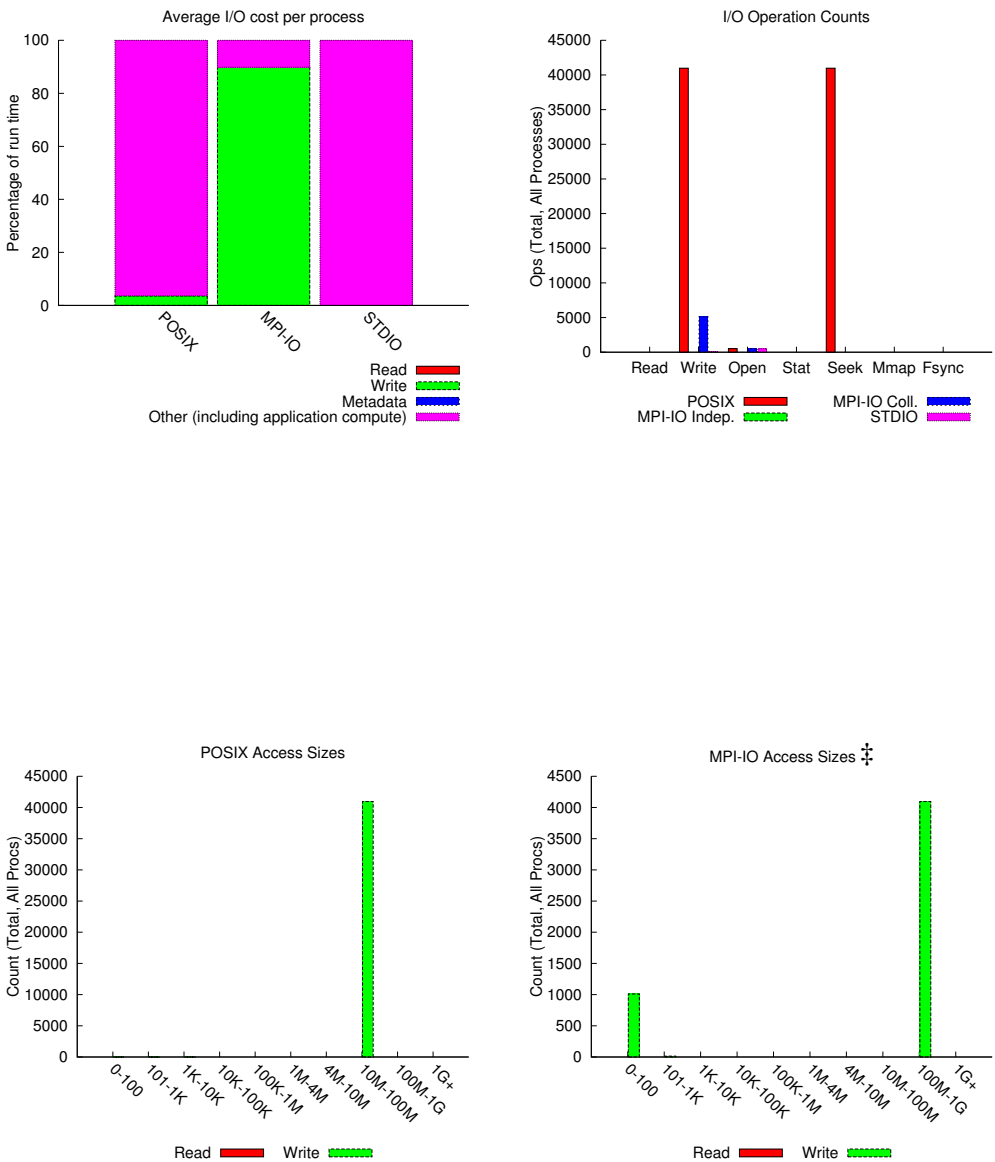 Average I/O cost per process
100
80
60
40
20
0
Percentage of run time
POSIX
MPI-IO
STDIO
Read
Write
Metadata
Other (including application compute)
I/O Operation Counts
45000
40000
35000
30000
25000
20000
15000
10000
5000
0
Ops (Total, All Processes)
Read Write Open Stat Seek Mmap Fsync
POSIX
MPI-IO Indep.
MPI-IO Coll.
STDIO
POSIX Access Sizes
45000
40000
35000
30000
25000
20000
15000
10000
5000
0
Count (Total, All Procs)
0-100
101-1K
1K-10K
10K-100K
100K-1M
1M-4M
4M-10M
10M-100M
100M-1G
1G+
Read Write
MPI-IO Access Sizes ‡
4500
4000
3500
3000
2500
2000
1500
1000
500
0
Count (Total, All Procs)
0-100
101-1K
1K-10K
10K-100K
100K-1M
1M-4M
4M-10M
10M-100M
100M-1G
1G+
Read Write